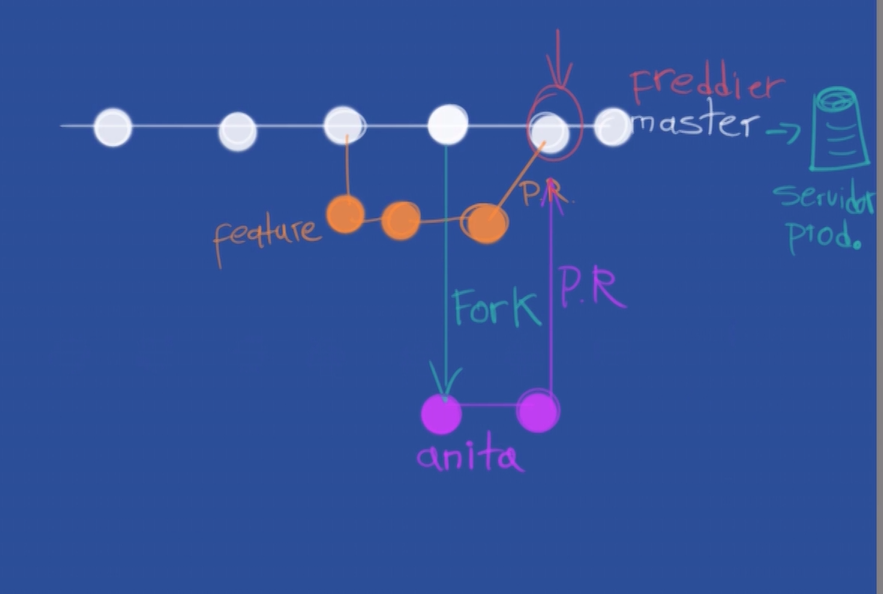 Freddier
master
servidor
prod.
P.R.
feature
Fork
P.R
anita